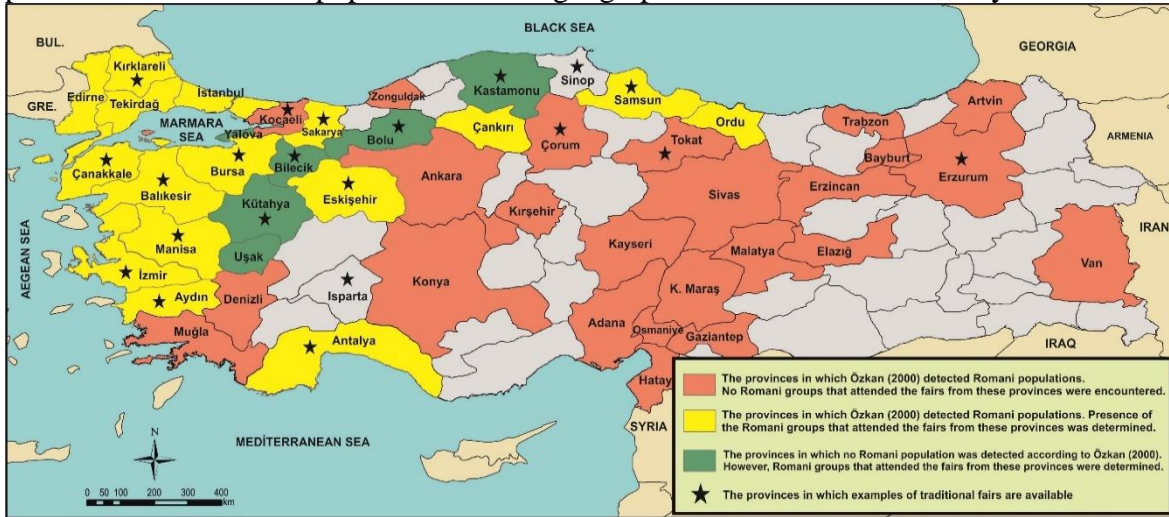 BLACK SEA
BUL.
GEORGIA
Kırklareli
Sinop
Edirne
İstanbul
Zonguldak
Kastamonu
Artvin
GRE.
Tekirdağ
Samsun
Kocaeli
MARMARA
SEA
Yalova
Sakarya
Bolu
Çankırı
Ordu
Trabzon
ARMENIA
Çanakkale
Bursa
Bilecik
Çorum
Tokat
Bayburt
Erzurum
Balıkesir
Eskişehir
Ankara
Sivas
Erzincan
Kütahya
Kırşehir
IRAN
AEGEAN SEA
Manisa
Uşak
Kayseri
Malatya
Elazığ
Van
İzmir
Isparta
Konya
K. Maraş
Aydın
Denizli
Muğla
Antalya
Adana
Osmaniye
Gaziantep
IRAQ
Hatay
SYRIA
MEDİTERRANEAN SEA
N
0 50 100 200 300 400
km
The provinces in which Özkan (2000) detected Romani populations.
No Romani groups that attended the fairs from these provinces were encountered.
The provinces in which Özkan (2000) detected Romani populations. Presence of
the Romani groups that attended the fairs from these provinces was determined.
The provinces in which no Romani population was detected according to Özkan (2000).
However, Romani groups that attended the fairs from these provinces were determined.
The provinces in which examples of traditional fairs are available